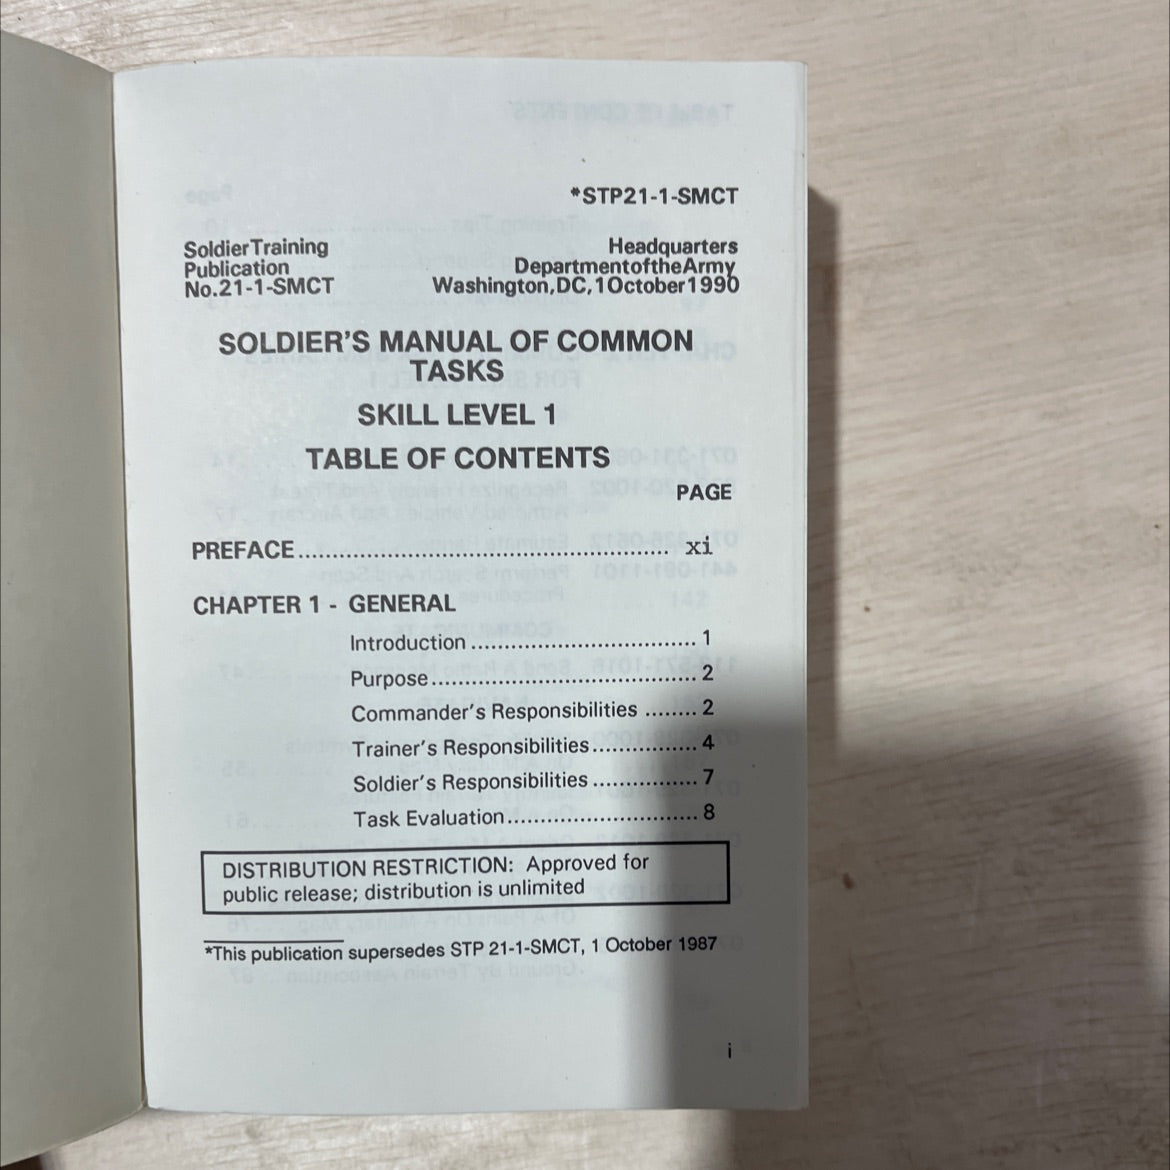 *STP21-1-SMCT
Soldier Training Headquarters
Publication Department of the Army
No. 21-1-SMCT Washington, DC, 1 October 1990
SOLDIER'S MANUAL OF COMMON
TASKS
SKILL LEVEL 1
TABLE OF CONTENTS
PAGE
PREFACE.............................................. xi
CHAPTER 1 - GENERAL
Introduction .................................. 1
Purpose........................................ 2
Commander's Responsibilities ........ 2
Trainer's Responsibilities................ 4
Soldier's Responsibilities ................ 7
Task Evaluation............................. 8
DISTRIBUTION RESTRICTION: Approved for
public release; distribution is unlimited
*This publication supersedes STP 21-1-SMCT, 1 October 1987
i